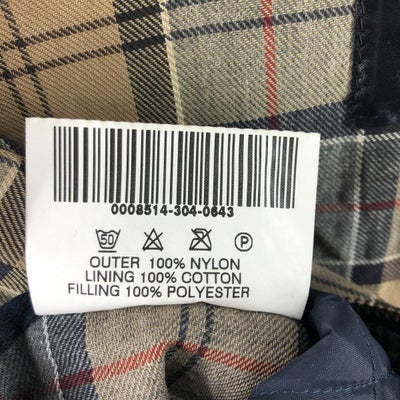 0008514-304-0643
50 P
OUTER 100% NYLON
LINING 100% COTTON
FILLING 100% POLYESTER